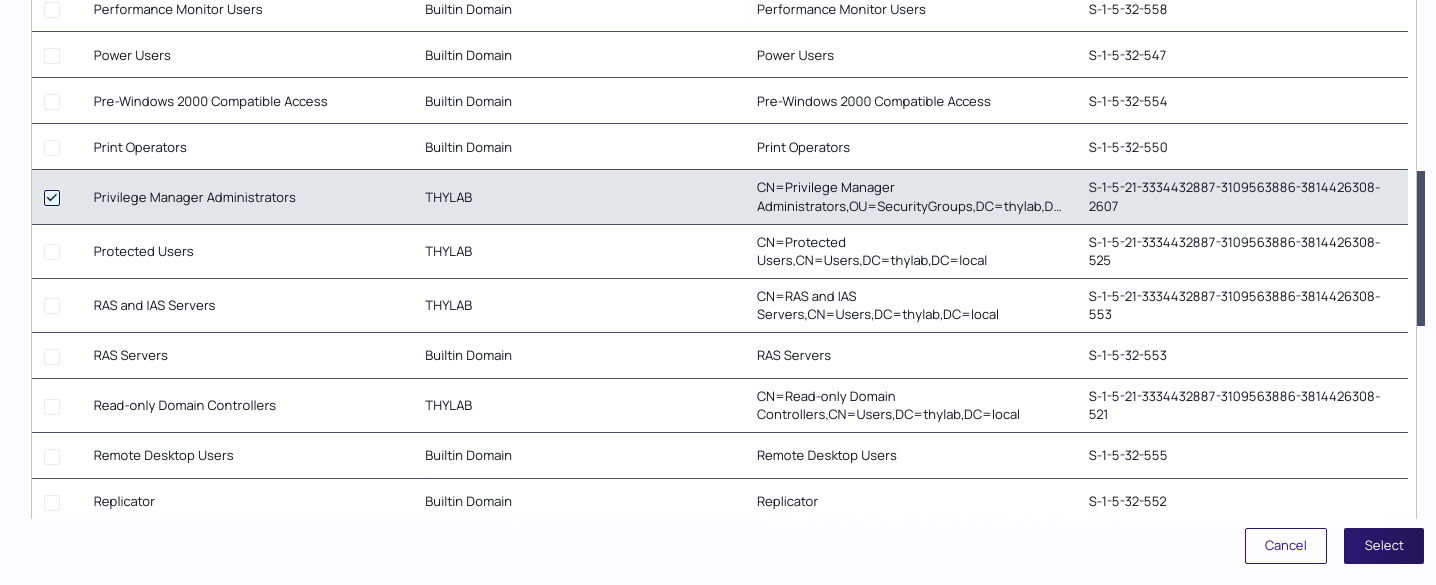 Performance Monitor Users Builtin Domain Performance Monitor Users S-1-5-32-558
Power Users Builtin Domain Power Users S-1-5-32-547
Pre-Windows 2000 Compatible Access Builtin Domain Pre-Windows 2000 Compatible Access S-1-5-32-554
Print Operators Builtin Domain Print Operators S-1-5-32-550
Privilege Manager Administrators THYLAB
CN=Privilege Manager
Administrators,OU=SecurityGroups,DC=thylab,D...
S-1-5-21-3334432887-3109563886-3814426308-
2607
Protected Users THYLAB
CN=Protected
Users,CN=Users,DC=thylab,DC=local
S-1-5-21-3334432887-3109563886-3814426308-
525
RAS and IAS Servers THYLAB
CN=RAS and IAS
Servers,CN=Users,DC=thylab,DC=local
S-1-5-21-3334432887-3109563886-3814426308-
553
RAS Servers Builtin Domain RAS Servers S-1-5-32-553
Read-only Domain Controllers THYLAB
CN=Read-only Domain
Controllers,CN=Users,DC=thylab,DC=local
S-1-5-21-3334432887-3109563886-3814426308-
521
Remote Desktop Users Builtin Domain Remote Desktop Users S-1-5-32-555
Replicator Builtin Domain Replicator S-1-5-32-552
Cancel Select